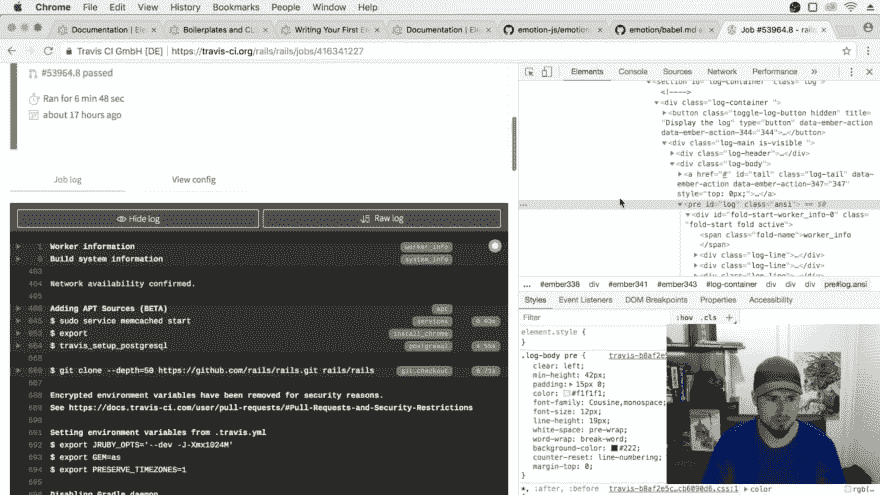 Chrome File Edit View History Bookmarks People Window Help
Documentation | Ele Boilerplates and CL Writing Your First E Documentation | Ele emotion-js/emotion emotion/babel.md a Job #53964.8 - rails
Travis CI GmbH [DE] | https://travis-ci.org/rails/rails/jobs/416341227
#53964.8 passed
Ran for 6 min 48 sec
about 17 hours ago
Job log View config
Hide log Raw log
1 Worker information worker_info
6 Build system information system_info
403
404 Network availability confirmed.
405
406 Adding APT Sources (BETA) apt
$ sudo service memcached start services
$ export install_chrome
$ travis_setup_postgresql postgresql
668
$ git clone --depth=50 https://github.com/rails/rails.git rails/rails git.checkout
687
688 Encrypted environment variables have been removed for security reasons.
689 See https://docs.travis-ci.com/user/pull-requests/#Pull-Requests-and-Security-Restrictions
690
691 Setting environment variables from .travis.yml
692 $ export JRUBY_OPTS='--dev -J-Xmx1024M'
693 $ export GEM=as
694 $ export PRESERVE_TIMEZONES=1
695
Disabling Gradle daemon
Elements Console Sources Network Performance »
<section id="log-container" class="log">
<!---->
▼<div class="log-container ">
▶<button class="toggle-log-button hidden" title=
"Display the log" type="button" data-ember-action
data-ember-action-344="344">…</button>
▼<div class="log-main is-visible ">
▶<div class="log-header">…</div>
▼<div class="log-body">
▶<a href="#" id="tail" class="log-tail" data-
ember-action data-ember-action-347="347"
style="top: 0px;">…</a>
▼<pre id="log" class="ansi"> == $0
▼<div id="fold-start-worker_info-0" class=
"fold-start fold active">
<span class="fold-name">worker_info
</span>
▶<div class="log-line">…</div>
▶<div class="log-line">…</div>
▶<div class="log-line">…</div>
… #ember338 div #ember341 #ember343 #log-container div div pre#log.ansi
Styles Event Listeners DOM Breakpoints Properties Accessibility
Filter :hov .cls +
element.style {
}
.log-body pre { travis-b8af2e5
clear: left;
min-height: 42px;
padding: ▶ 15px 0;
color: #f1f1f1;
font-family: Cousine,monospace;
font-size: 12px;
line-height: 19px;
white-space: pre-wrap;
word-wrap: break-word;
background-color: #222;
counter-reset: line-numbering;
margin-top: 0;
}
*, :after, :before travis-b8af2e5c…cb6090d6.css:1 ▶ color rgb(